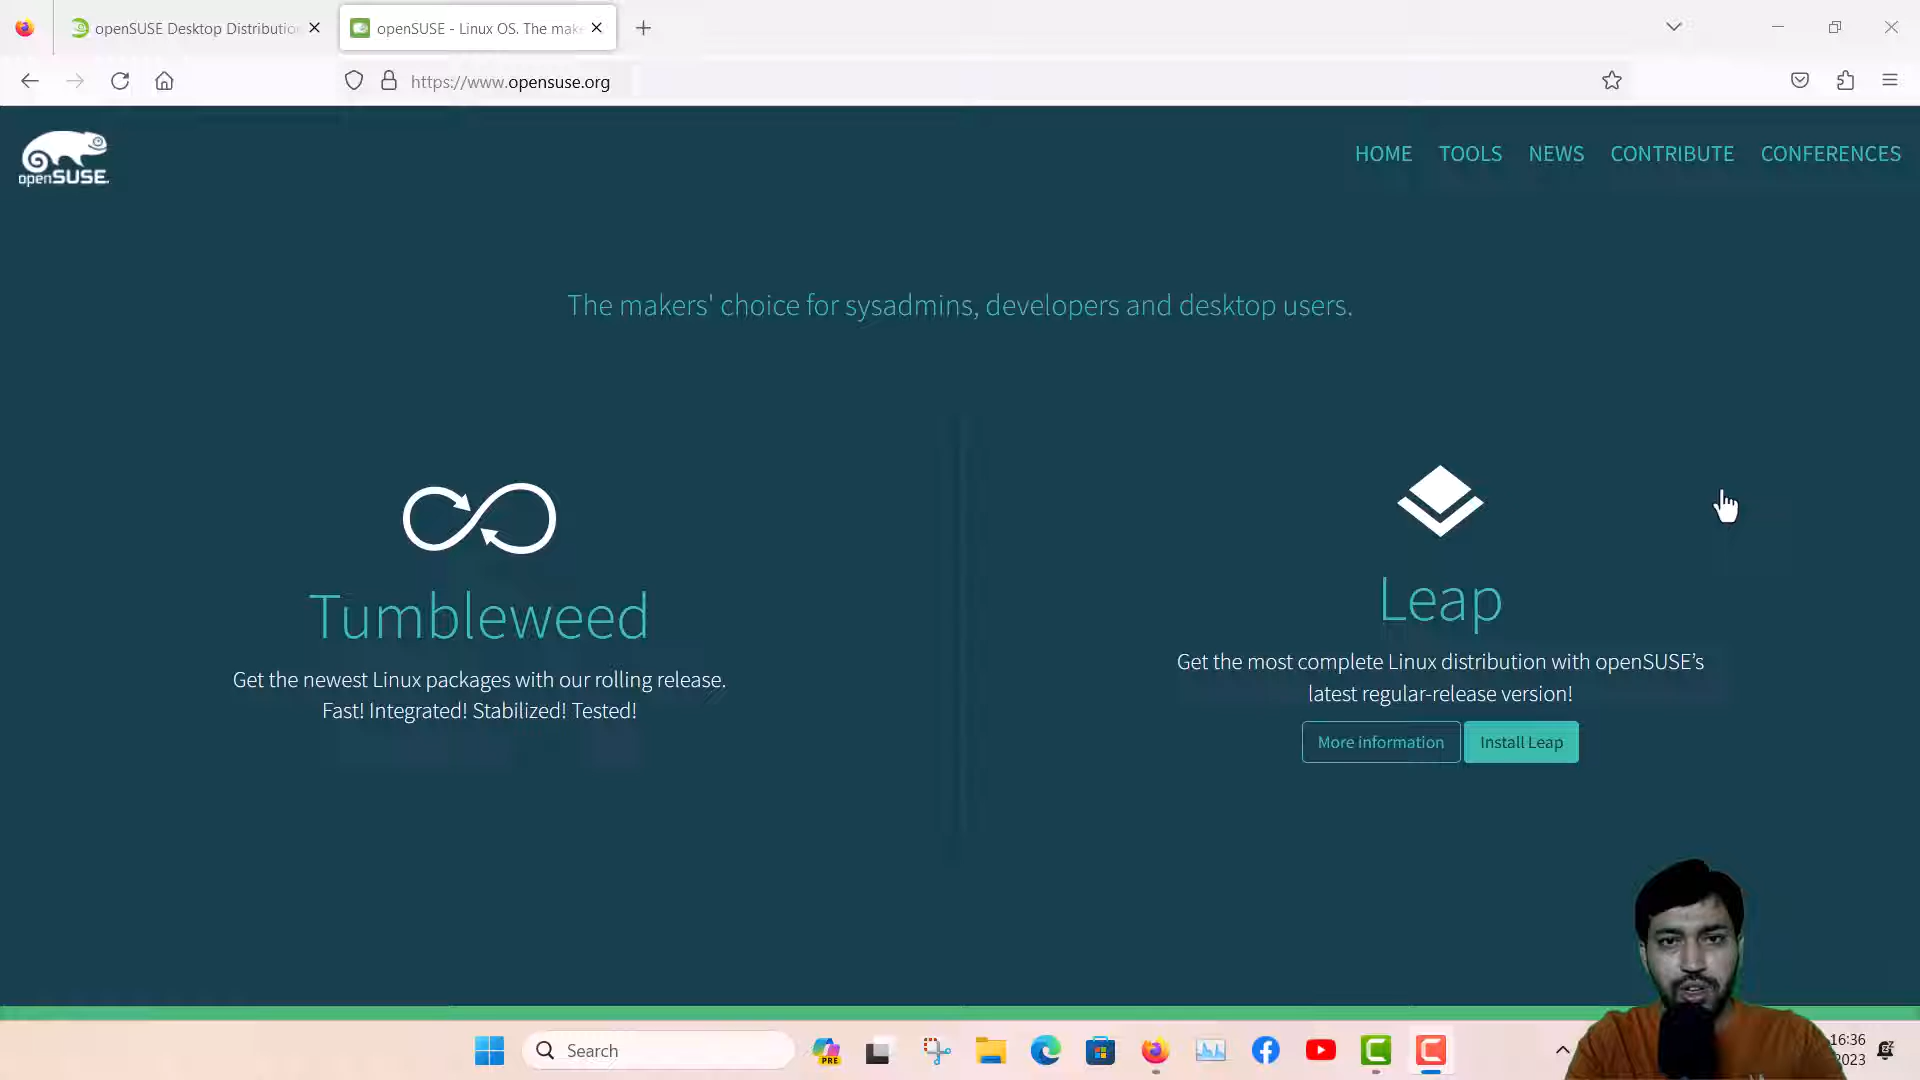 openSUSE Desktop Distributio
openSUSE - Linux OS. The make
https://www.opensuse.org
openSUSE.
HOME TOOLS NEWS CONTRIBUTE CONFERENCES
The makers' choice for sysadmins, developers and desktop users.
Tumbleweed
Get the newest Linux packages with our rolling release.
Fast! Integrated! Stabilized! Tested!
Leap
Get the most complete Linux distribution with openSUSE’s
latest regular-release version!
More information Install Leap
Search
PRE
16:36
2023